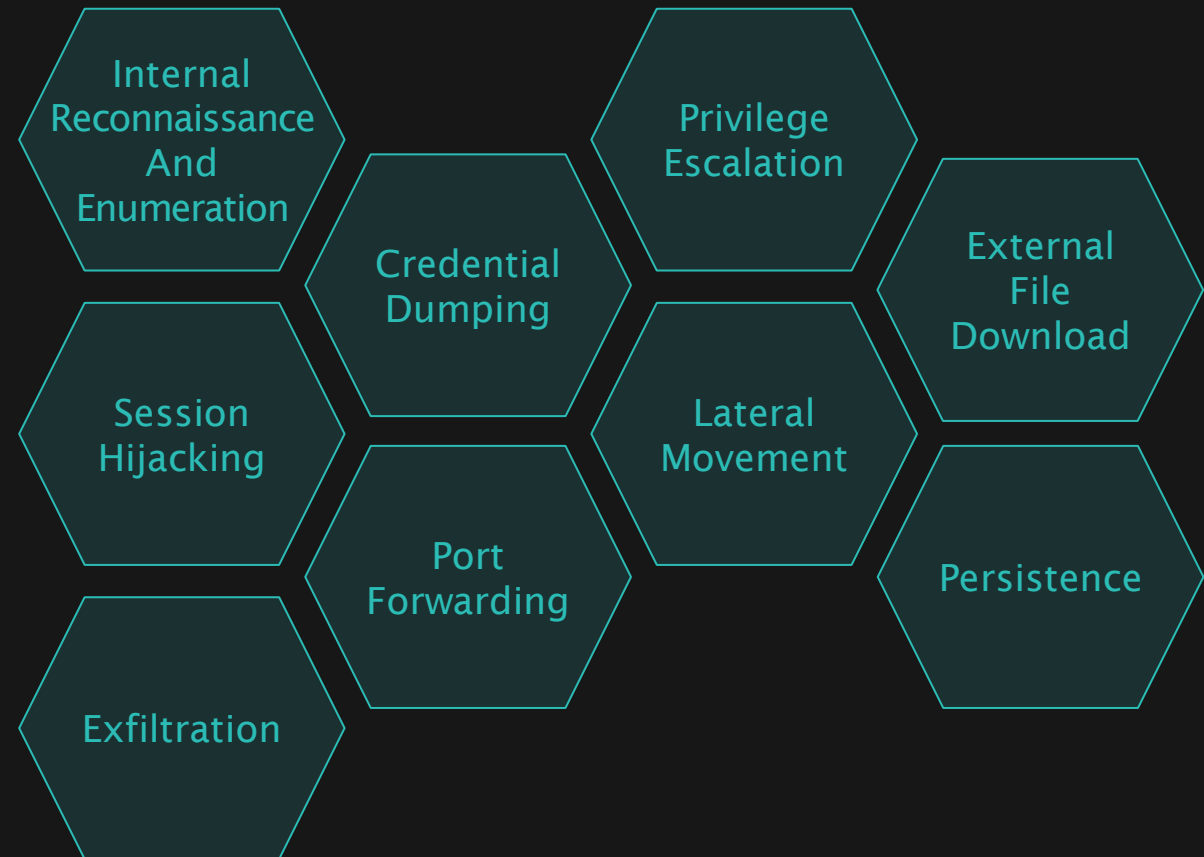 Internal
Reconnaissance
And
Enumeration
Privilege
Escalation
Credential
Dumping
External
File
Download
Session
Hijacking
Lateral
Movement
Port
Forwarding
Persistence
Exfiltration